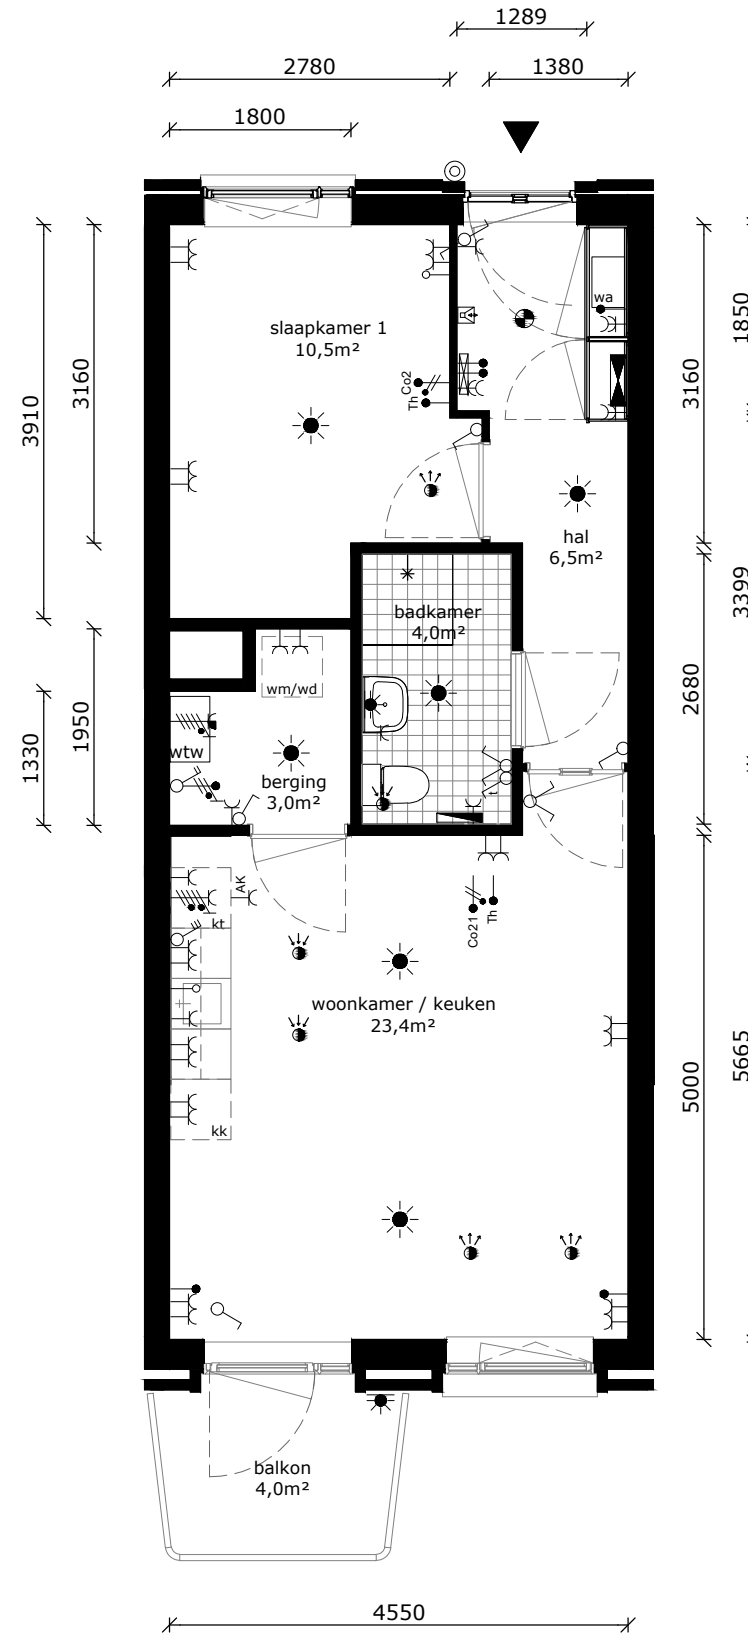 1289
2780
1380
1800
wa
slaapkamer 1
10,5m²
Co2
Th
3910
3160
3160
1850
hal
6,5m²
badkamer
4,0m²
3399
2680
wm/wd
wtw
berging
3,0m²
1330
1950
t
AK
kt
Co21
Th
woonkamer / keuken
23,4m²
kk
5000
5665
balkon
4,0m²
4550